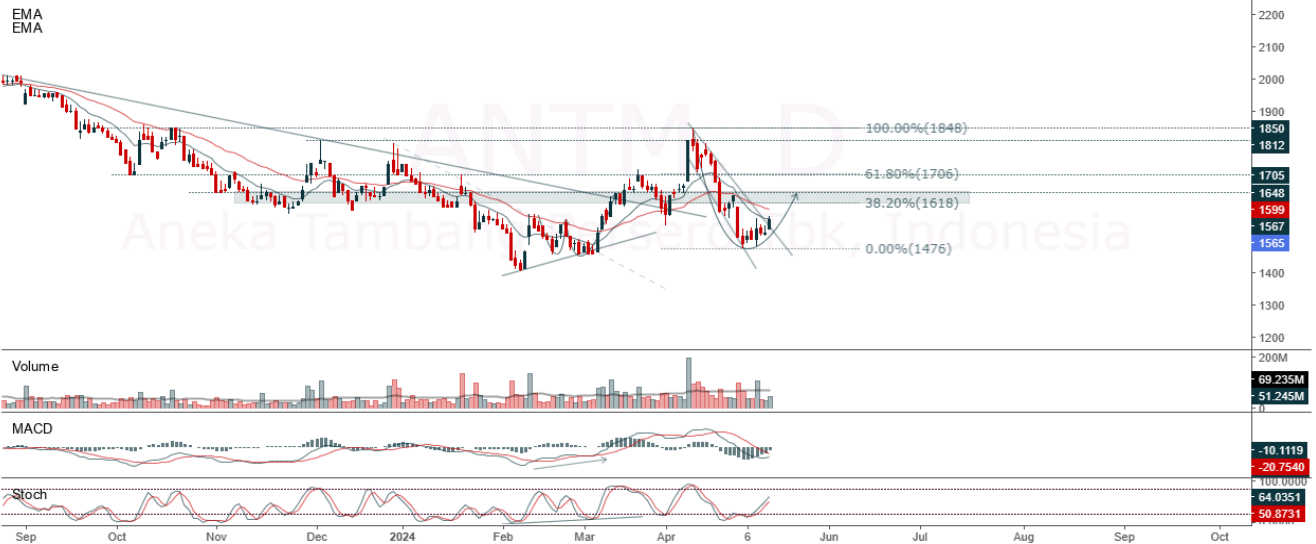 EMA
EMA
ANTM D
Aneka Tambang
Indonesia
100.00%(1848)
61.80%(1706)
38.20%(1618)
0.00%(1476)
2200
2100
2000
1900
1850
1812
1705
1648
1599
1567
1565
1400
1300
1200
Volume
200M
69.235M
51.245M
0
MACD
-10.1119
-20.7540
Stoch
100.0000
64.0351
50.8731
Sep Oct Nov Dec 2024 Feb Mar Apr 6 Jun Jul Aug Sep Oct